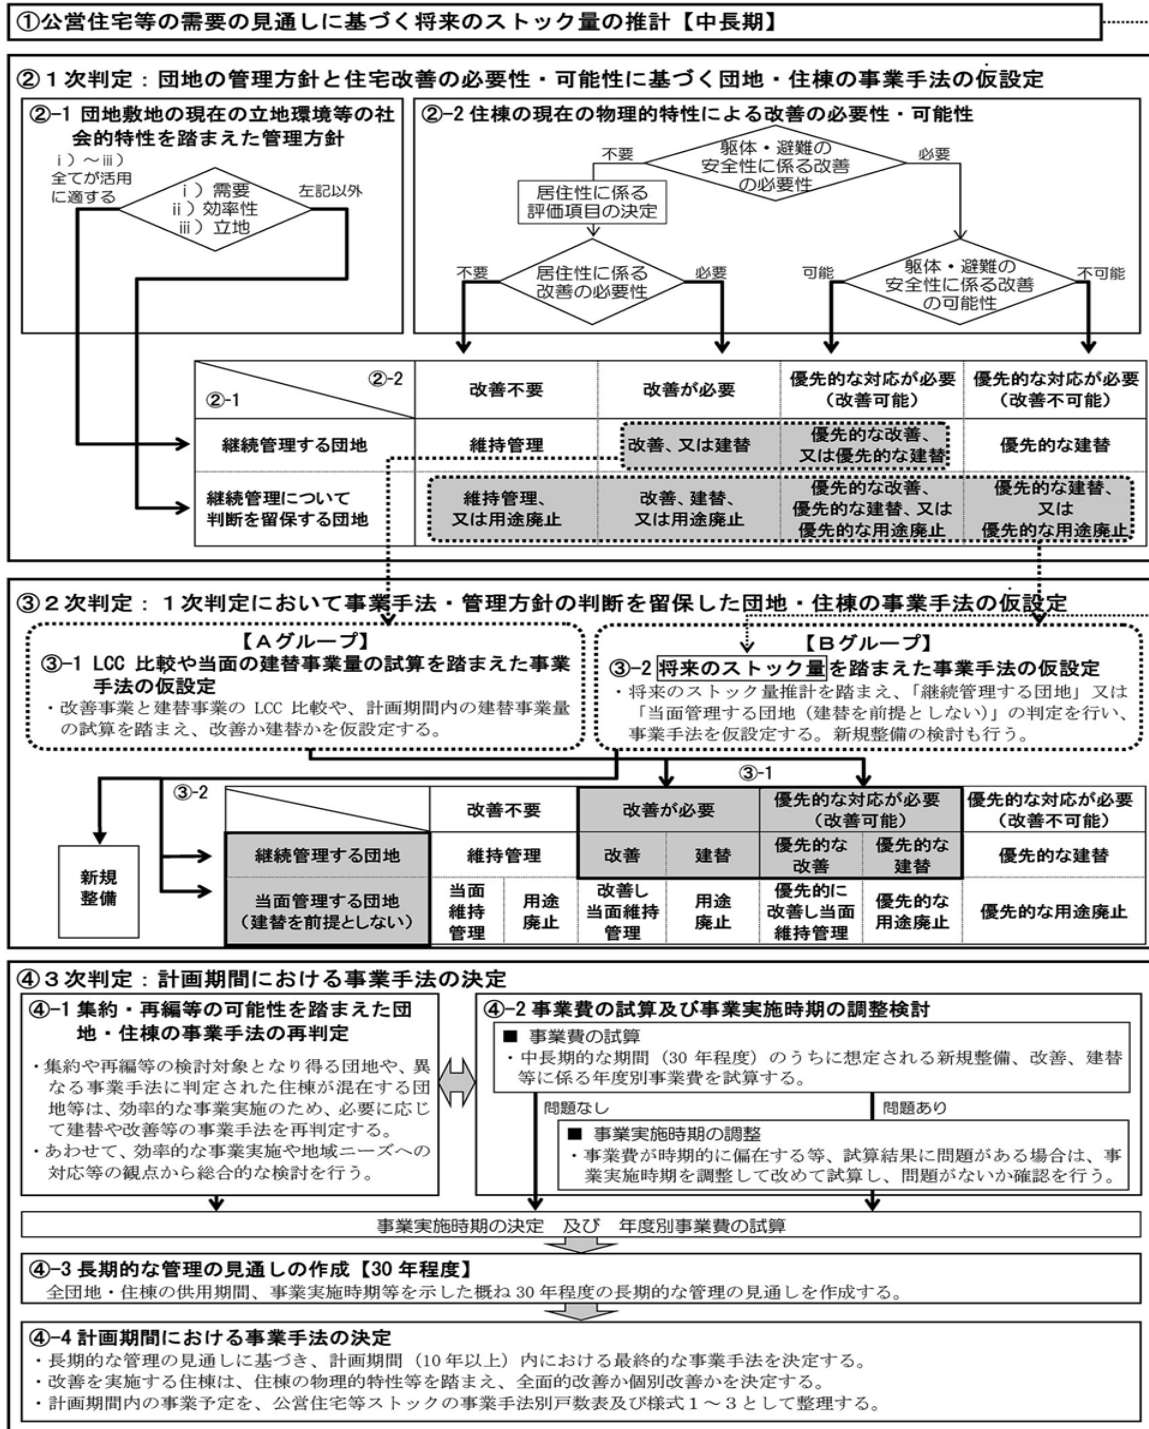 ①公営住宅等の需要の見通しに基づく将来のストック量の推計【中長期】
②１次判定：団地の管理方針と住宅改善の必要性・可能性に基づく団地・住棟の事業手法の仮設定
②-1 団地敷地の現在の立地環境等の社
会的特性を踏まえた管理方針
ⅰ）～ⅲ）
全てが活用
に適する
ⅰ）需要
ⅱ）効率性
ⅲ）立地
左記以外
②-2 住棟の現在の物理的特性による改善の必要性・可能性
不要
躯体・避難の
安全性に係る改善
の必要性
必要
居住性に係る
評価項目の決定
不要
居住性に係る
改善の必要性
必要
可能
躯体・避難の
安全性に係る改善
の可能性
不可能
②-2
②-1
改善不要
改善が必要
優先的な対応が必要
（改善可能）
優先的な対応が必要
（改善不可能）
継続管理する団地
維持管理
改善、又は建替
優先的な改善、
又は優先的な建替
優先的な建替
継続管理について
判断を留保する団地
維持管理、
又は用途廃止
改善、建替、
又は用途廃止
優先的な改善、
優先的な建替、又は
優先的な用途廃止
優先的な建替、
又は
優先的な用途廃止
③２次判定：１次判定において事業手法・管理方針の判断を留保した団地・住棟の事業手法の仮設定
【Ａグループ】
③-1 LCC 比較や当面の建替事業量の試算を踏まえた事業
手法の仮設定
・改善事業と建替事業の LCC 比較や、計画期間内の建替事業量
の試算を踏まえ、改善か建替かを仮設定する。
【Ｂグループ】
③-2 将来のストック量を踏まえた事業手法の仮設定
・将来のストック量推計を踏まえ、「継続管理する団地」又は
「当面管理する団地（建替を前提としない）」の判定を行い、
事業手法を仮設定する。新規整備の検討も行う。
③-1
③-2
新規
整備
改善不要
改善が必要
優先的な対応が必要
（改善可能）
優先的な対応が必要
（改善不可能）
継続管理する団地
維持管理
改善
建替
優先的な
改善
優先的な
建替
優先的な建替
当面管理する団地
（建替を前提としない）
当面
維持
管理
用途
廃止
改善し
当面維持
管理
用途
廃止
優先的に
改善し当面
維持管理
優先的な
用途廃止
優先的な用途廃止
④３次判定：計画期間における事業手法の決定
④-1 集約・再編等の可能性を踏まえた団
地・住棟の事業手法の再判定
・集約や再編等の検討対象となり得る団地や、異
なる事業手法に判定された住棟が混在する団
地等は、効率的な事業実施のため、必要に応じ
て建替や改善等の事業手法を再判定する。
・あわせて、効率的な事業実施や地域ニーズへの
対応等の観点から総合的な検討を行う。
④-2 事業費の試算及び事業実施時期の調整検討
■ 事業費の試算
・中長期的な期間（30 年程度）のうちに想定される新規整備、改善、建替
等に係る年度別事業費を試算する。
問題なし
問題あり
■ 事業実施時期の調整
・事業費が時期的に偏在する等、試算結果に問題がある場合は、事
業実施時期を調整して改めて試算し、問題がないか確認を行う。
事業実施時期の決定　及び　年度別事業費の試算
④-3 長期的な管理の見通しの作成【30 年程度】
全団地・住棟の供用期間、事業実施時期等を示した概ね 30 年程度の長期的な管理の見通しを作成する。
④-4 計画期間における事業手法の決定
・長期的な管理の見通しに基づき、計画期間（10 年以上）内における最終的な事業手法を決定する。
・改善を実施する住棟は、住棟の物理的特性等を踏まえ、全面的改善か個別改善かを決定する。
・計画期間内の事業予定を、公営住宅等ストックの事業手法別戸数表及び様式１～３として整理する。